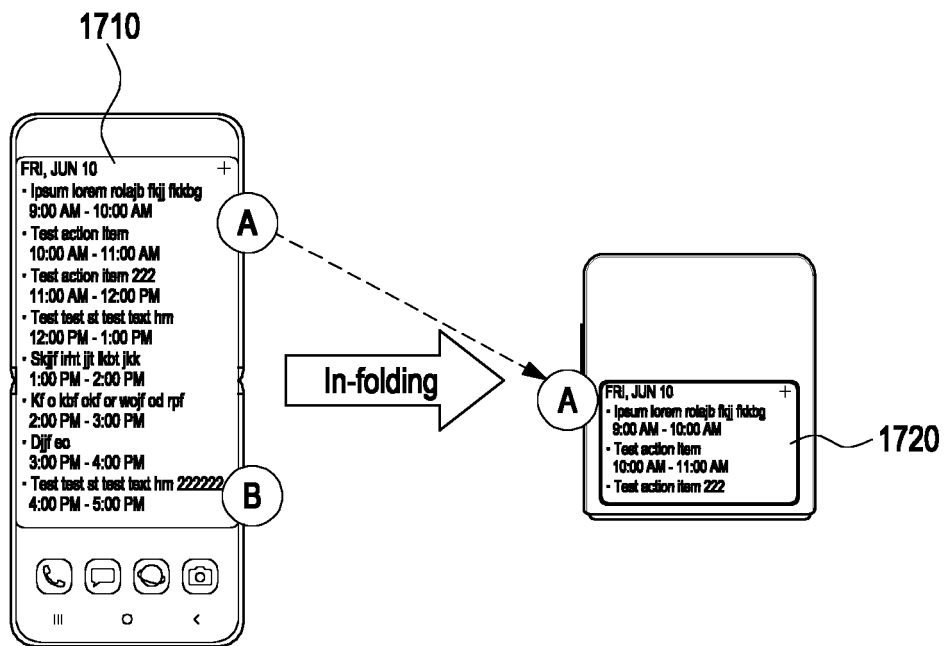 1710
FRI, JUN 10 +
· Ipsum lorem rolajb fkjj fkkbg
9:00 AM - 10:00 AM
· Test action item
10:00 AM - 11:00 AM
· Test action item 222
11:00 AM - 12:00 PM
· Test test st test text hm
12:00 PM - 1:00 PM
· Skjjf irht jjt lkbt jkk
1:00 PM - 2:00 PM
· Kf o kbf okf or wojf od rpf
2:00 PM - 3:00 PM
· Djjf eo
3:00 PM - 4:00 PM
· Test test st test text hm 222222
4:00 PM - 5:00 PM
A
B
In-folding
A
FRI, JUN 10 +
· Ipsum lorem rolajb fkjj fkkbg
9:00 AM - 10:00 AM
· Test action item
10:00 AM - 11:00 AM
· Test action item 222
1720